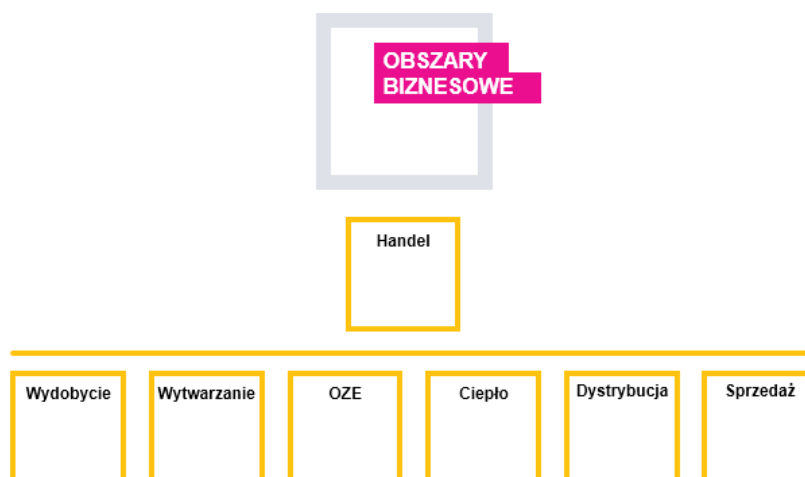 OBSZARY
BIZNESOWE
Handel
Wydobycie
Wytwarzanie
OZE
Ciepło
Dystrybucja
Sprzedaż